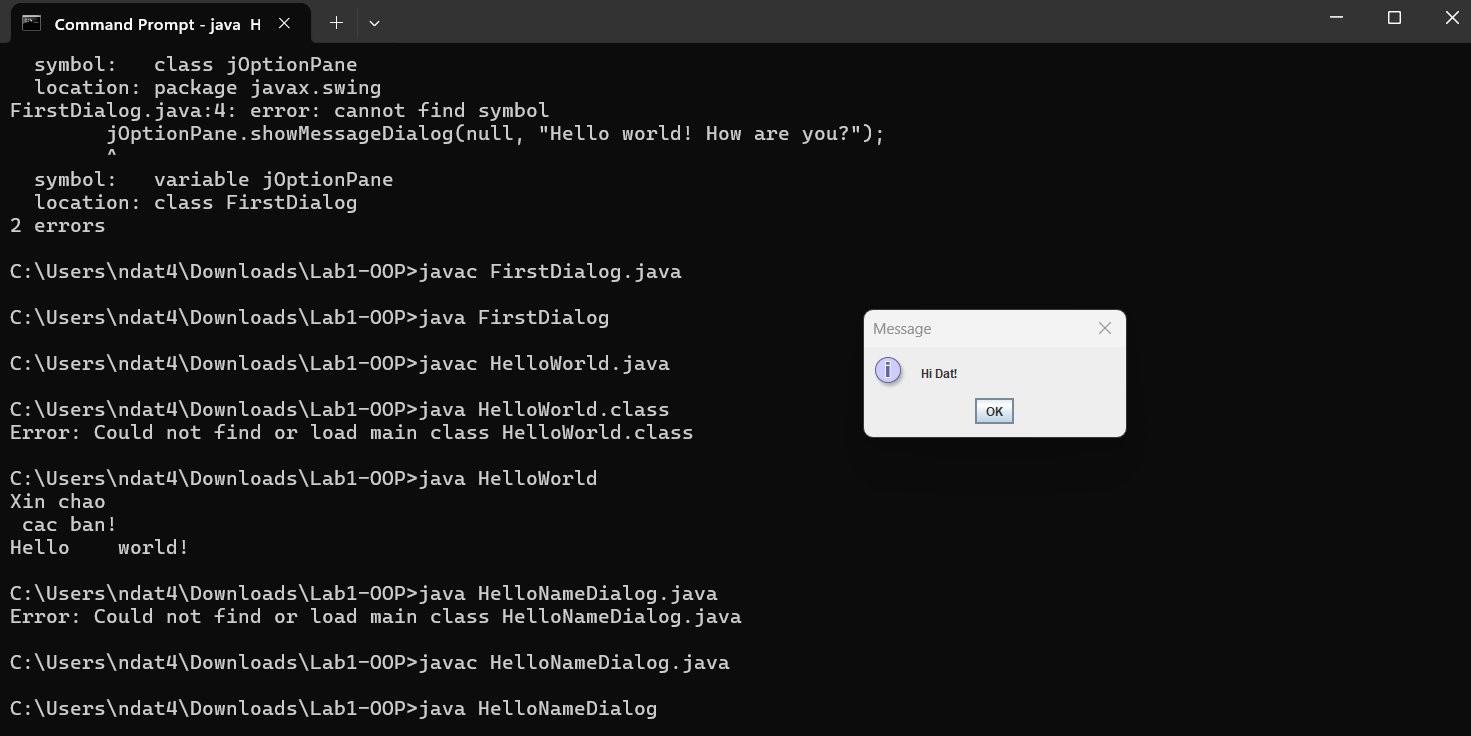 Command Prompt - java H
  symbol:   class jOptionPane
  location: package javax.swing
FirstDialog.java:4: error: cannot find symbol
        jOptionPane.showMessageDialog(null, "Hello world! How are you?");
        ^
  symbol:   variable jOptionPane
  location: class FirstDialog
2 errors
C:\Users\ndat4\Downloads\Lab1-OOP>javac FirstDialog.java
C:\Users\ndat4\Downloads\Lab1-OOP>java FirstDialog
C:\Users\ndat4\Downloads\Lab1-OOP>javac HelloWorld.java
C:\Users\ndat4\Downloads\Lab1-OOP>java HelloWorld.class
Error: Could not find or load main class HelloWorld.class
C:\Users\ndat4\Downloads\Lab1-OOP>java HelloWorld
Xin chao
 cac ban!
Hello    world!
C:\Users\ndat4\Downloads\Lab1-OOP>java HelloNameDialog.java
Error: Could not find or load main class HelloNameDialog.java
C:\Users\ndat4\Downloads\Lab1-OOP>javac HelloNameDialog.java
C:\Users\ndat4\Downloads\Lab1-OOP>java HelloNameDialog
Message
i
Hi Dat!
OK